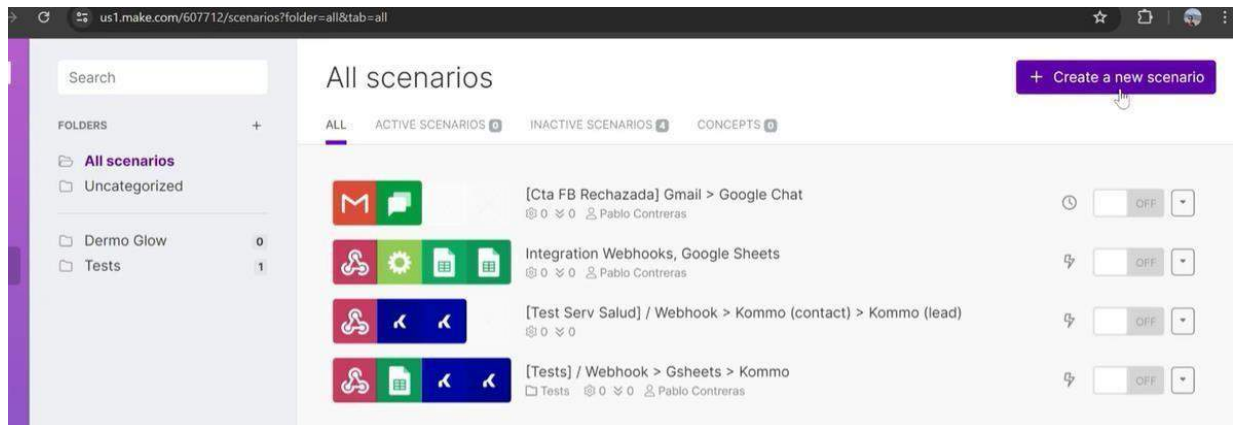 us1.make.com/607712/scenarios?folder=all&tab=all
Search
FOLDERS +
All scenarios
Uncategorized
Dermo Glow 0
Tests 1
All scenarios
+ Create a new scenario
ALL ACTIVE SCENARIOS 0 INACTIVE SCENARIOS 4 CONCEPTS 0
[Cta FB Rechazada] Gmail > Google Chat
0 0 Pablo Contreras
OFF
Integration Webhooks, Google Sheets
0 0 Pablo Contreras
OFF
[Test Serv Salud] / Webhook > Kommo (contact) > Kommo (lead)
0 0
OFF
[Tests] / Webhook > Gsheets > Kommo
Tests 0 0 Pablo Contreras
OFF